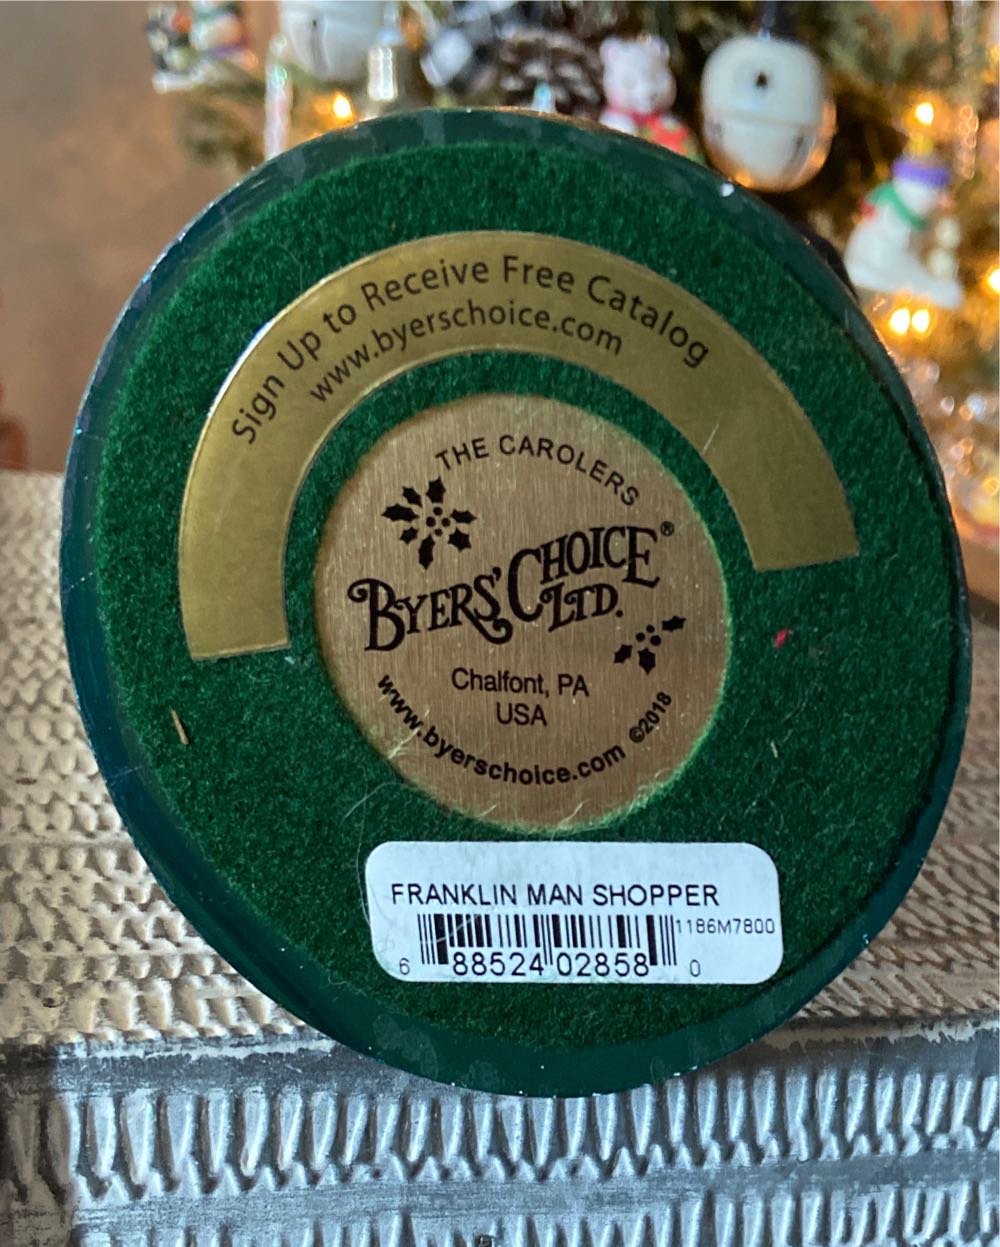 Sign Up to Receive Free Catalog
www.byerschoice.com
THE CAROLERS
BYERS' CHOICE®
LTD.
Chalfont, PA
USA
www.byerschoice.com ©2018
FRANKLIN MAN SHOPPER
1186M7800
6 88524 02858 0